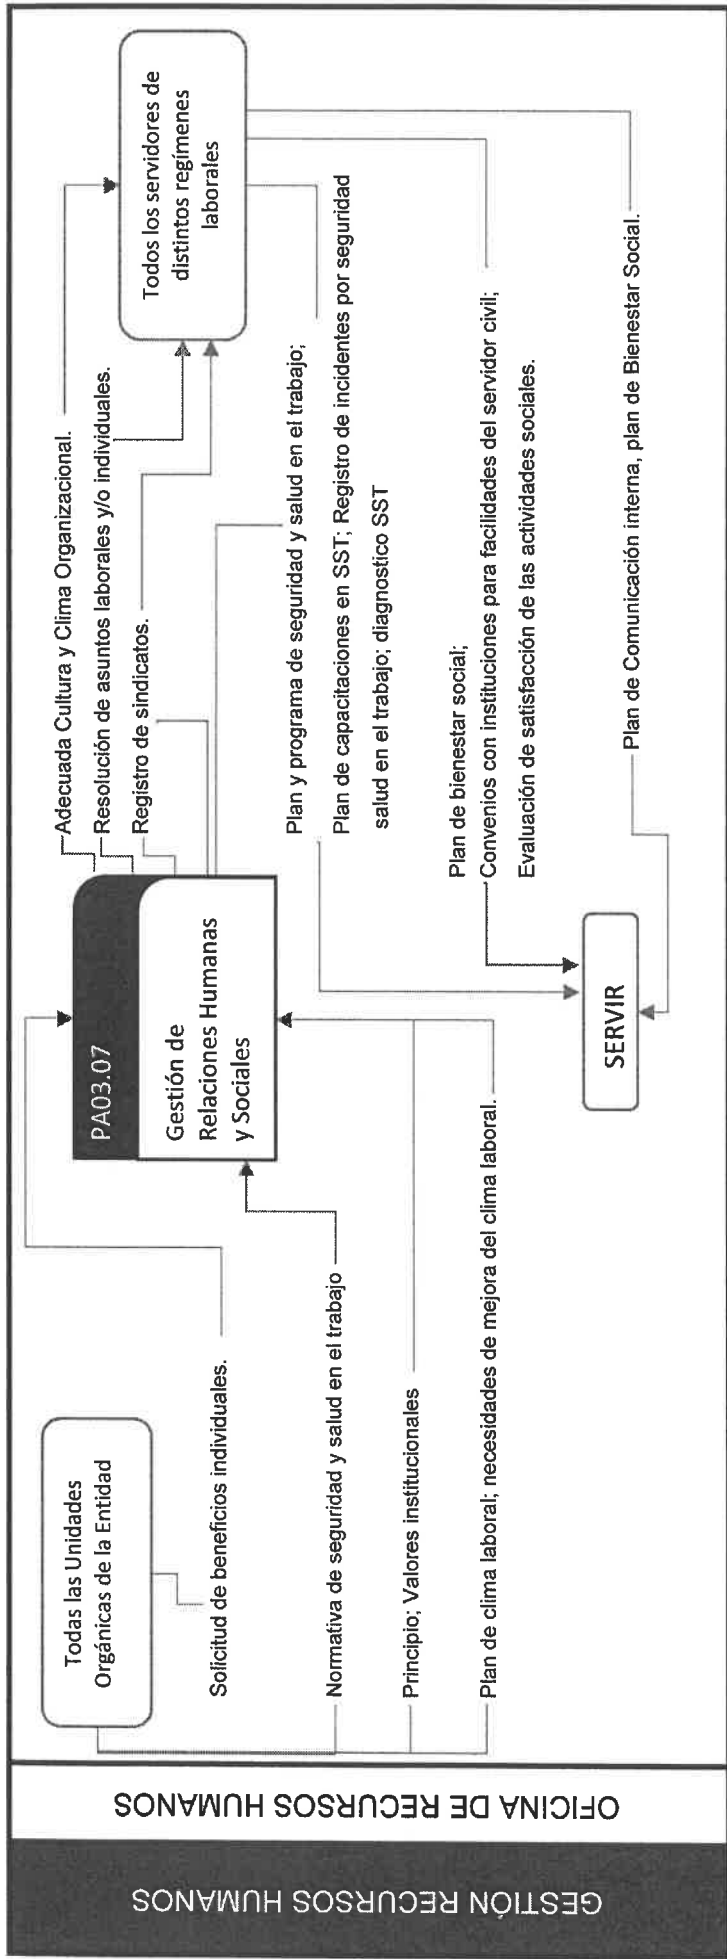 GESTIÓN RECURSOS HUMANOS
OFICINA DE RECURSOS HUMANOS
Todas las Unidades
Orgánicas de la Entidad
Solicitud de beneficios individuales.
Normativa de seguridad y salud en el trabajo
Principio; Valores institucionales
Plan de clima laboral; necesidades de mejora del clima laboral.
PA03.07
Gestión de
Relaciones Humanas
y Sociales
Adecuada Cultura y Clima Organizacional.
Resolución de asuntos laborales y/o individuales.
Registro de sindicatos.
Plan y programa de seguridad y salud en el trabajo;
Plan de capacitaciones en SST; Registro de incidentes por seguridad
salud en el trabajo; diagnostico SST
Plan de bienestar social;
Convenios con instituciones para facilidades del servidor civil;
Evaluación de satisfacción de las actividades sociales.
Plan de Comunicación interna, plan de Bienestar Social.
SERVIR
Todos los servidores de
distintos regímenes
laborales